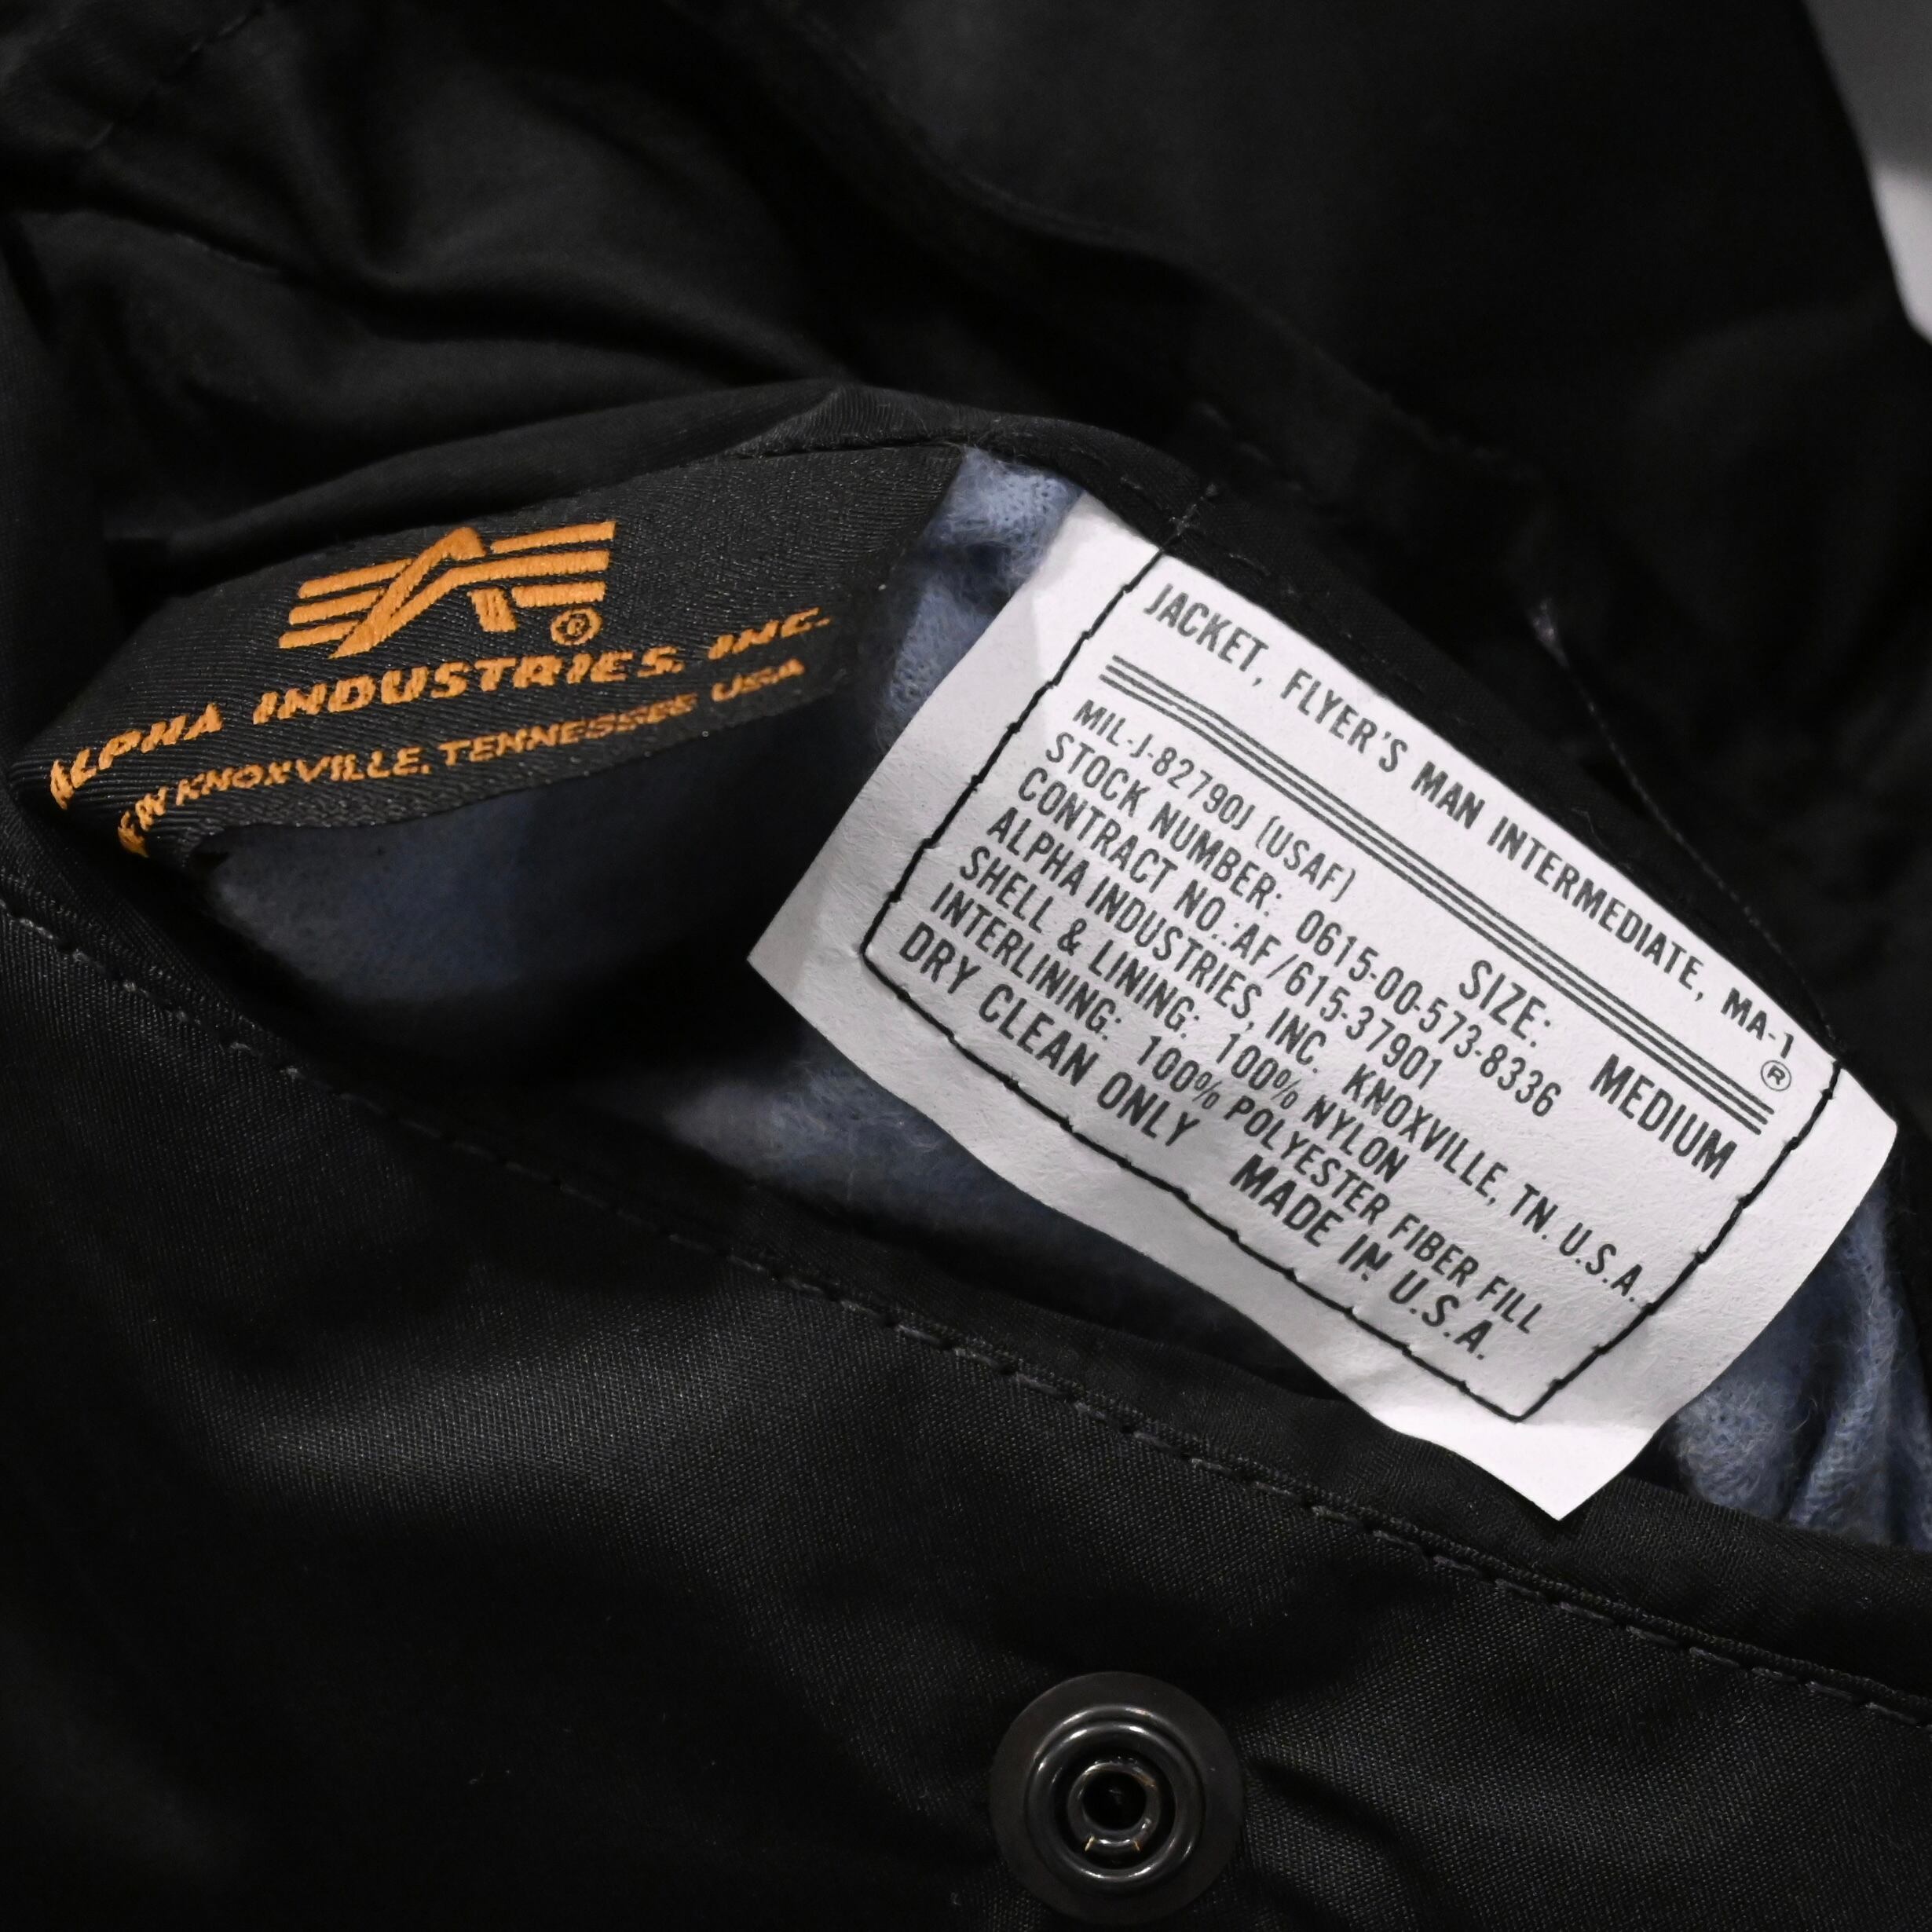 ®
ALPHA INDUSTRIES, INC.
KNOXVILLE, TENNESSEE USA
JACKET, FLYER'S MAN INTERMEDIATE, MA-1
®
MIL-J-82790J (USAF)
SIZE: MEDIUM
STOCK NUMBER: 0615-00-573-8336
CONTRACT NO.:AF/615-37901
ALPHA INDUSTRIES, INC. KNOXVILLE, TN. U.S.A.
SHELL & LINING: 100% NYLON
INTERLINING: 100% POLYESTER FIBER FILL
DRY CLEAN ONLY MADE IN U.S.A.